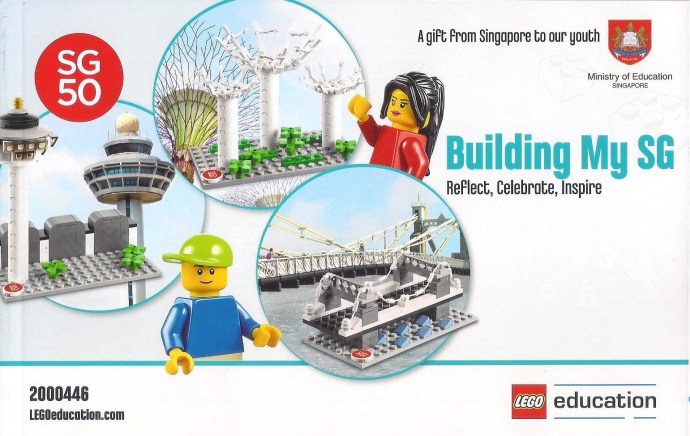 SG
50
A gift from Singapore to our youth
Ministry of Education
SINGAPORE
Building My SG
Reflect, Celebrate, Inspire
2000446
LEGOeducation.com
LEGO education